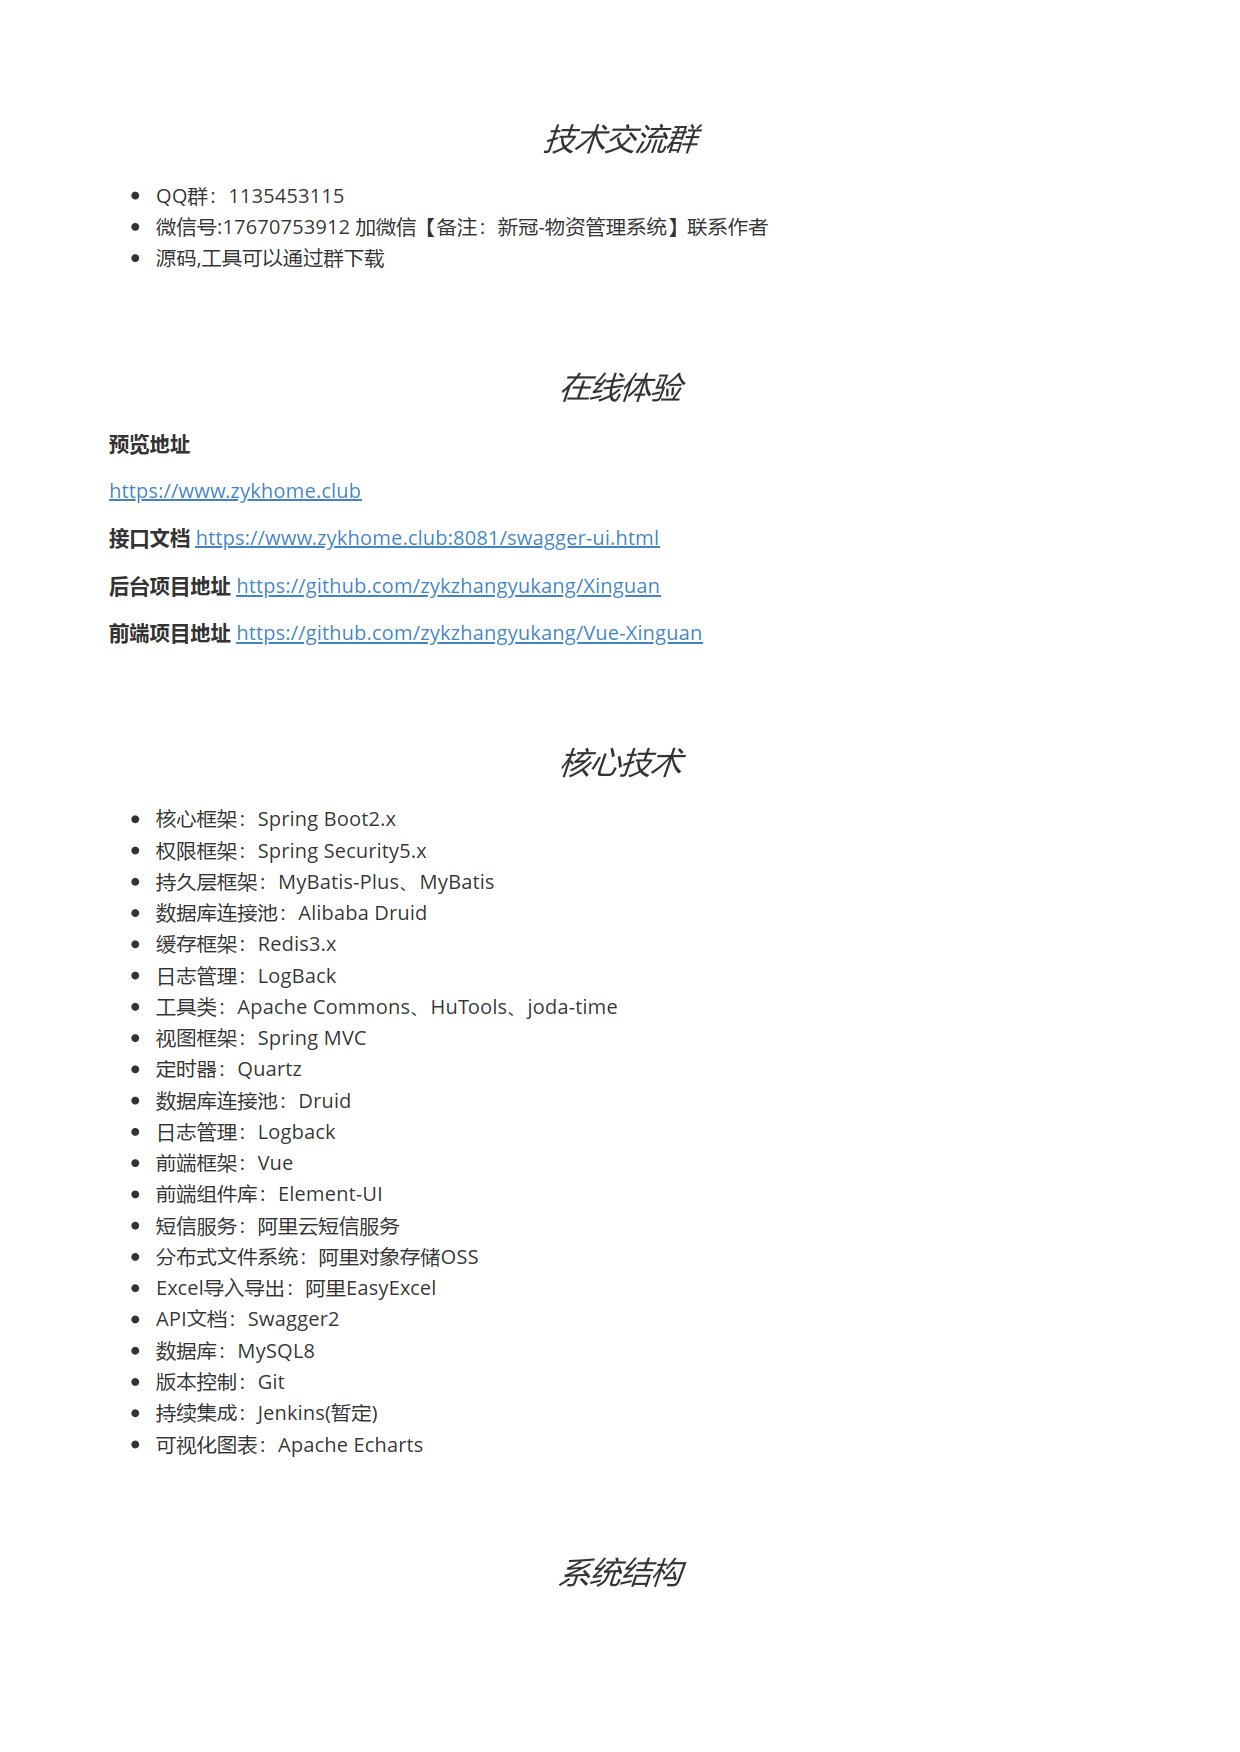 技术交流群
QQ群：1135453115
微信号:17670753912 加微信【备注：新冠-物资管理系统】联系作者
源码,工具可以通过群下载
在线体验
预览地址
https://www.zykhome.club
接口文档 https://www.zykhome.club:8081/swagger-ui.html
后台项目地址 https://github.com/zykzhangyukang/Xinguan
前端项目地址 https://github.com/zykzhangyukang/Vue-Xinguan
核心技术
核心框架：Spring Boot2.x
权限框架：Spring Security5.x
持久层框架：MyBatis-Plus、MyBatis
数据库连接池：Alibaba Druid
缓存框架：Redis3.x
日志管理：LogBack
工具类：Apache Commons、HuTools、joda-time
视图框架：Spring MVC
定时器：Quartz
数据库连接池：Druid
日志管理：Logback
前端框架：Vue
前端组件库：Element-UI
短信服务：阿里云短信服务
分布式文件系统：阿里对象存储OSS
Excel导入导出：阿里EasyExcel
API文档：Swagger2
数据库：MySQL8
版本控制：Git
持续集成：Jenkins(暂定)
可视化图表：Apache Echarts
系统结构